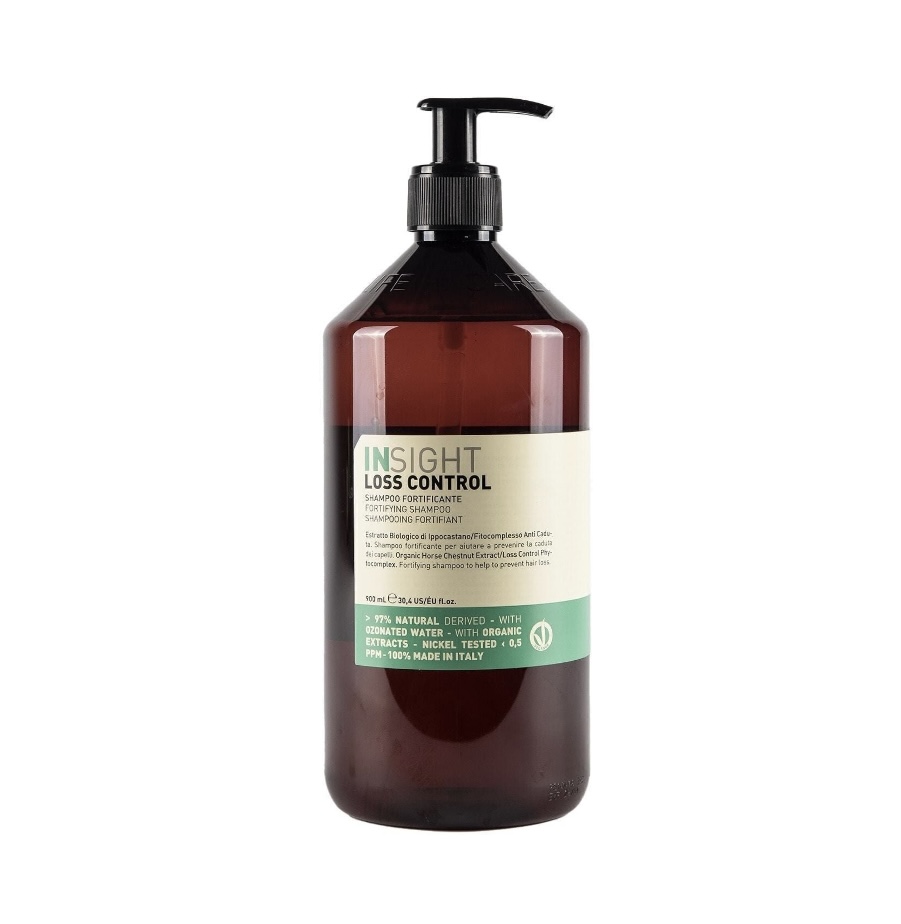 INSIGHT
LOSS CONTROL
SHAMPOO FORTIFICANTE
FORTIFYING SHAMPOO
SHAMPOOING FORTIFIANT
Estratto Biologico di Ippocastano/Fitocomplesso Anti Cadu-
ta. Shampoo fortificante per aiutare a prevenire la caduta
dei capelli. Organic Horse Chestnut Extract/Loss Control Phy-
tocomplex. Fortifying shampoo to help to prevent hair loss.
900 mL ℮ 30,4 US/ÉU fl.oz.
> 97% NATURAL DERIVED - WITH
OZONATED WATER - WITH ORGANIC
EXTRACTS - NICKEL TESTED < 0,5
PPM - 100% MADE IN ITALY